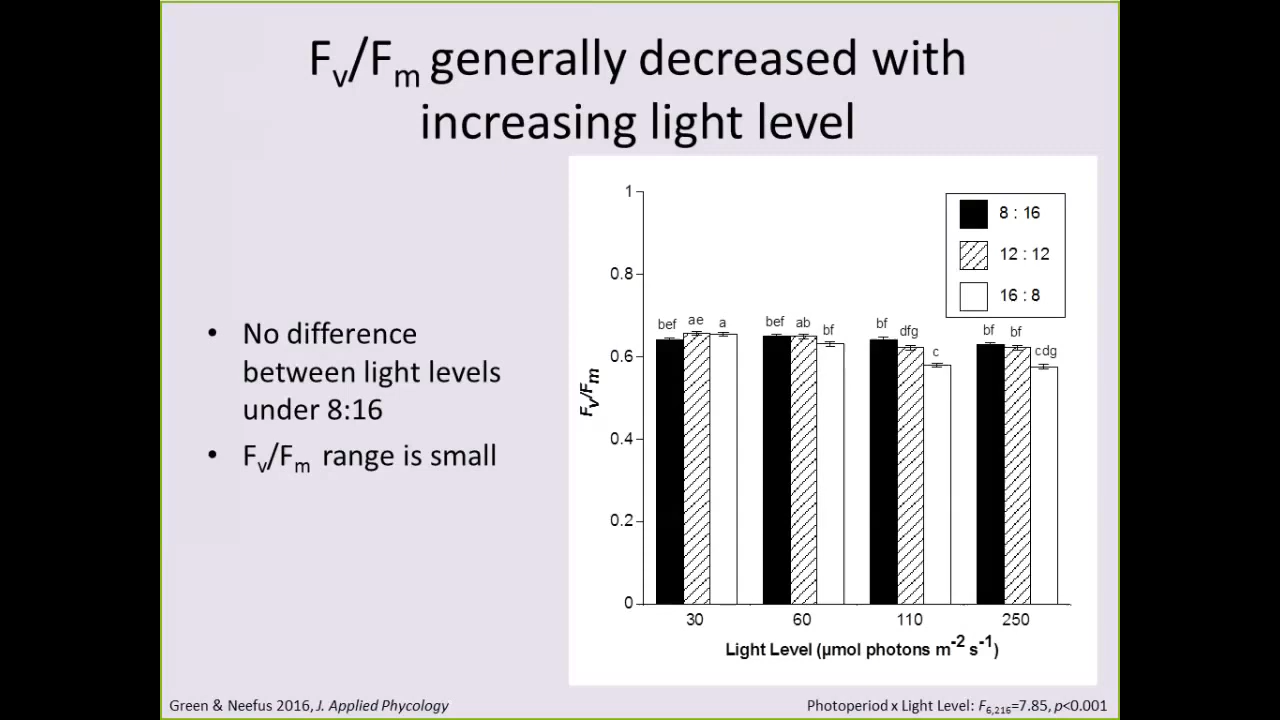 Fv/Fm generally decreased with
increasing light level
• No difference
between light levels
under 8:16
• Fv/Fm range is small
1
0.8
0.6
0.4
0.2
0
Fv/Fm
8 : 16
12 : 12
16 : 8
bef ae a bef ab bf bf dfg c bf bf cdg
30 60 110 250
Light Level (µmol photons m-2 s-1)
Green & Neefus 2016, J. Applied Phycology
Photoperiod x Light Level: F6,216=7.85, p<0.001